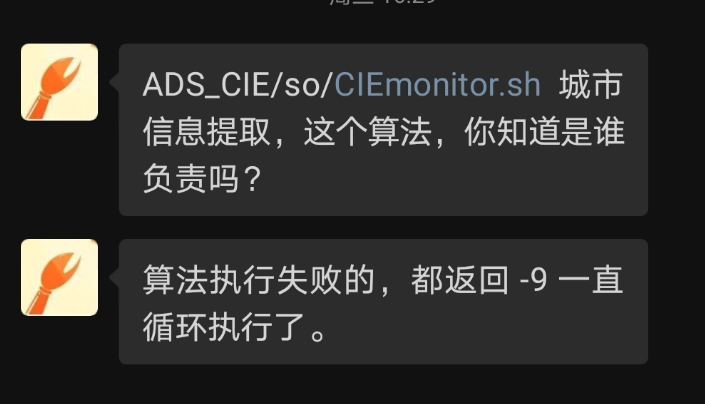 ADS_CIE/so/CIEmonitor.sh 城市
信息提取，这个算法，你知道是谁
负责吗？
算法执行失败的，都返回 -9 一直
循环执行了。